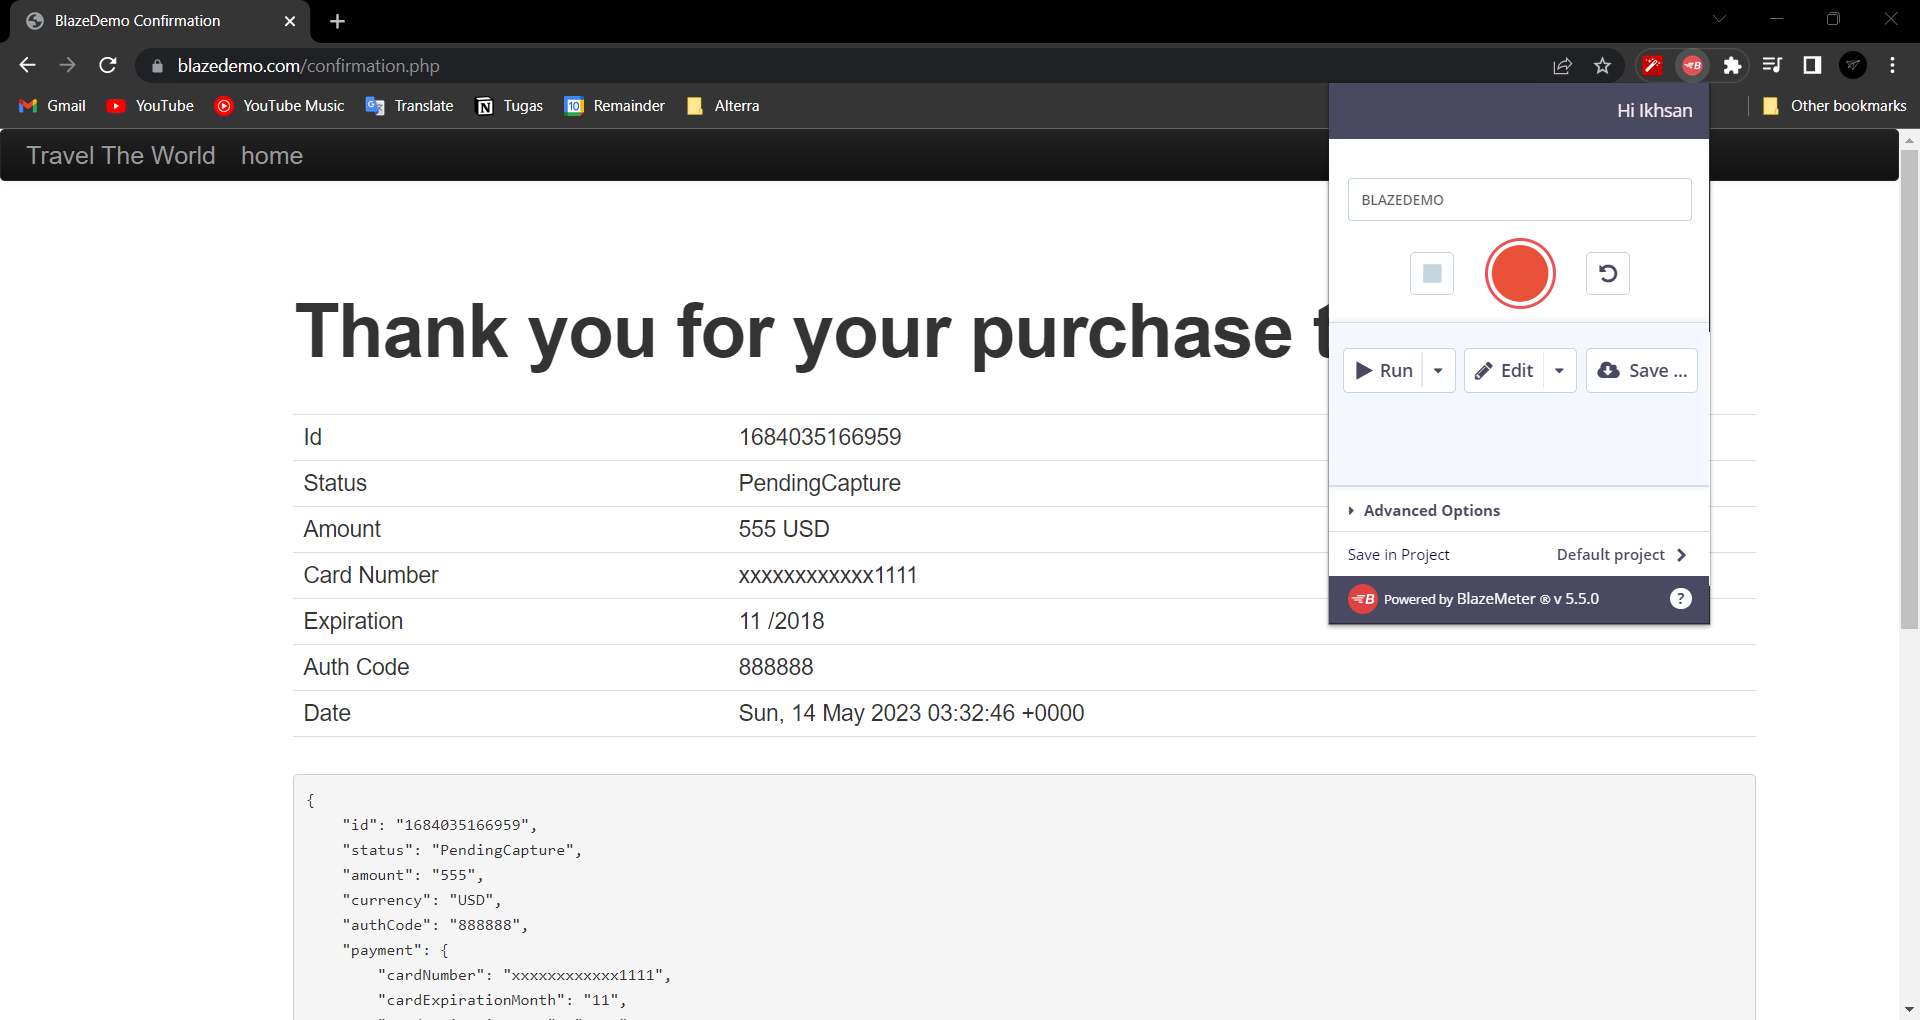 BlazeDemo Confirmation
blazedemo.com/confirmation.php
Gmail YouTube YouTube Music Translate Tugas 10 Remainder Alterra Other bookmarks
Travel The World home
Hi Ikhsan
BLAZEDEMO
Run Edit Save ...
Advanced Options
Save in Project Default project
B Powered by BlazeMeter ® v 5.5.0 ?
Thank you for your purchase
Id 1684035166959
Status PendingCapture
Amount 555 USD
Card Number xxxxxxxxxxxx1111
Expiration 11 /2018
Auth Code 888888
Date Sun, 14 May 2023 03:32:46 +0000
{
"id": "1684035166959",
"status": "PendingCapture",
"amount": "555",
"currency": "USD",
"authCode": "888888",
"payment": {
"cardNumber": "xxxxxxxxxxxx1111",
"cardExpirationMonth": "11",